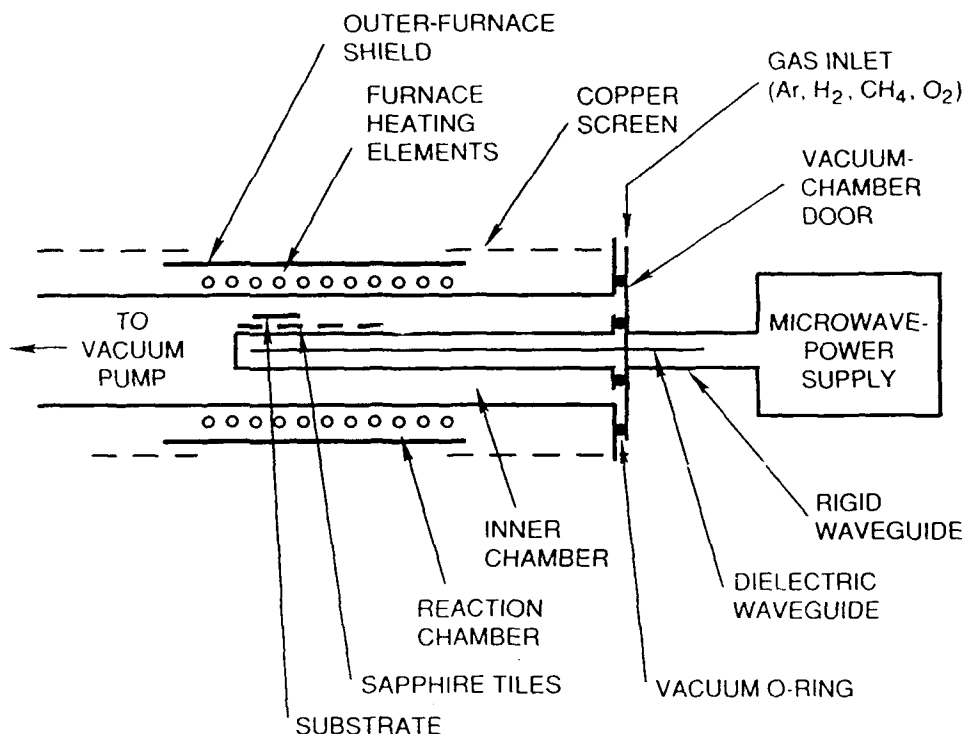 OUTER-FURNACE
SHIELD
FURNACE
HEATING
ELEMENTS
COPPER
SCREEN
GAS INLET
(Ar, H₂, CH₄, O₂)
VACUUM-
CHAMBER
DOOR
TO
VACUUM
PUMP
MICROWAVE-
POWER
SUPPLY
INNER
CHAMBER
RIGID
WAVEGUIDE
REACTION
CHAMBER
DIELECTRIC
WAVEGUIDE
SAPPHIRE TILES
VACUUM O-RING
SUBSTRATE